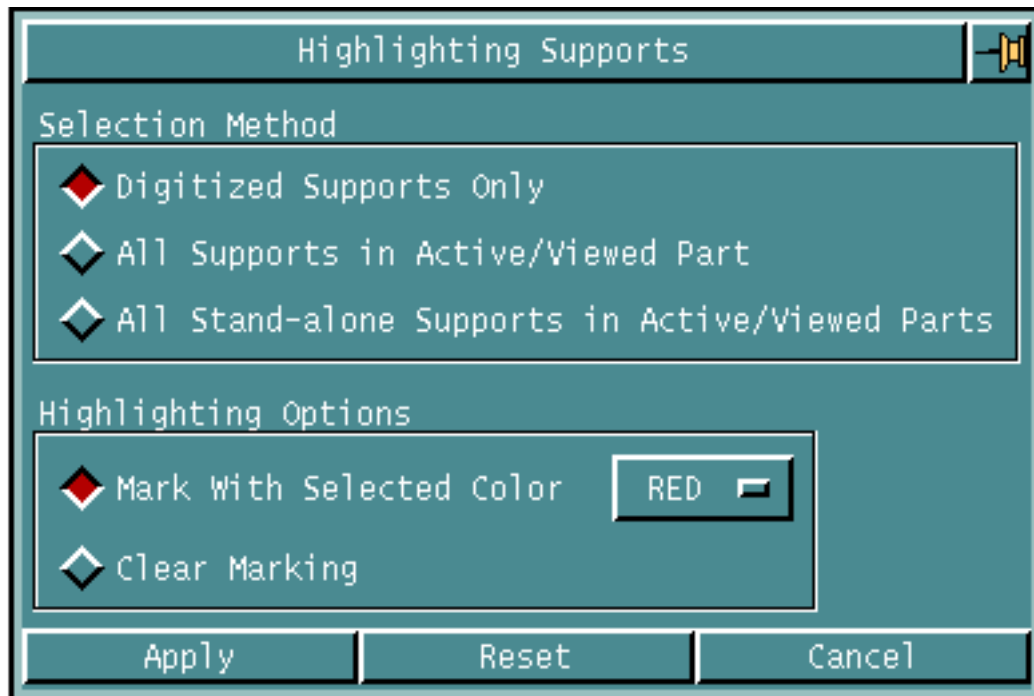 Highlighting Supports
Selection Method
Digitized Supports Only
All Supports in Active/Viewed Part
All Stand-alone Supports in Active/Viewed Parts
Highlighting Options
Mark With Selected Color RED
Clear Marking
Apply Reset Cancel